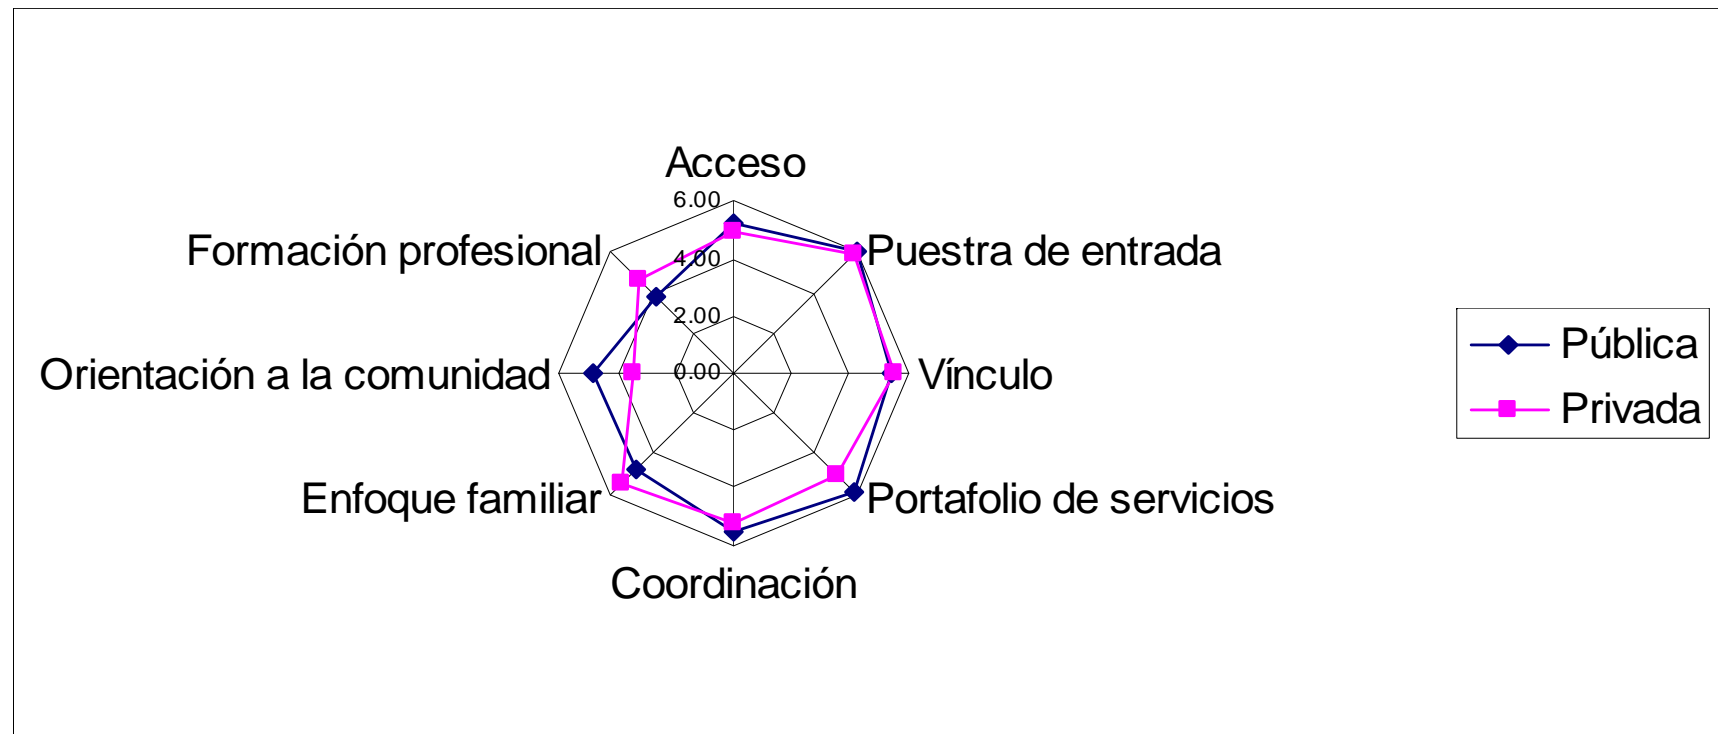 Acceso
6.00
Formación profesional
Puestra de entrada
4.00
2.00
Orientación a la comunidad
0.00
Vínculo
Pública
Privada
Enfoque familiar
Portafolio de servicios
Coordinación